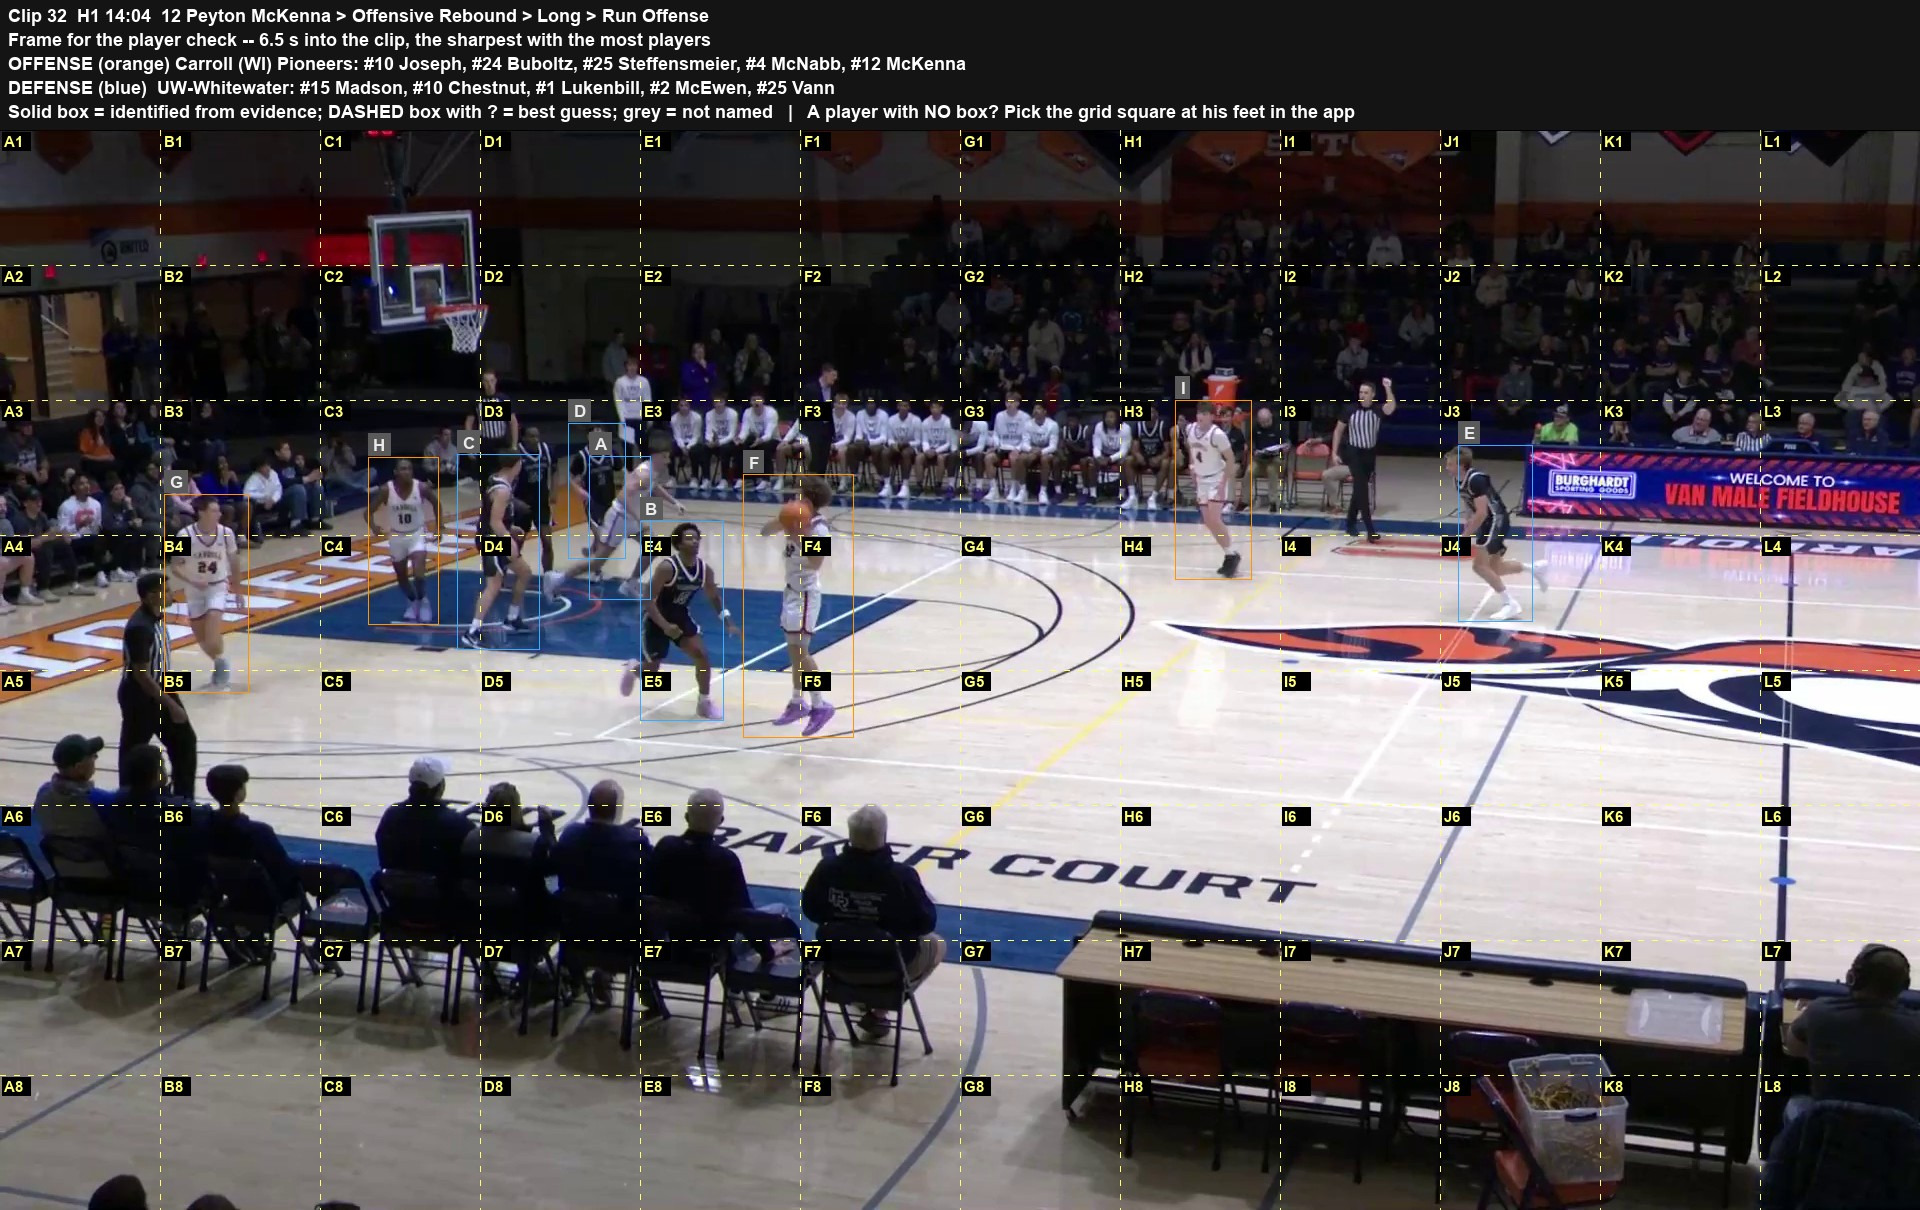 Clip 32  H1 14:04  12 Peyton McKenna > Offensive Rebound > Long > Run Offense
Frame for the player check -- 6.5 s into the clip, the sharpest with the most players
OFFENSE (orange) Carroll (WI) Pioneers: #10 Joseph, #24 Buboltz, #25 Steffensmeier, #4 McNabb, #12 McKenna
DEFENSE (blue)  UW-Whitewater: #15 Madson, #10 Chestnut, #1 Lukenbill, #2 McEwen, #25 Vann
Solid box = identified from evidence; DASHED box with ? = best guess; grey = not named   |   A player with NO box? Pick the grid square at his feet in the app
A1 B1 C1 D1 E1 F1 G1 H1 I1 J1 K1 L1
UNITED
A2 B2 C2 D2 E2 F2 G2 H2 I2 J2 K2 L2
I
A3 B3 C3 D3 E3 F3 G3 H3 I3 J3 K3 L3
H C D A F E
G B
4
BURGHARDT
SPORTING GOODS
WELCOME TO
VAN MALE FIELDHOUSE
10
24
A4 B4 C4 D4 E4 F4 G4 H4 I4 J4 K4 L4
A5 B5 C5 D5 E5 F5 G5 H5 I5 J5 K5 L5
A6 B6 C6 D6 E6 F6 G6 H6 I6 J6 K6 L6
COURT
A7 B7 C7 D7 E7 F7 G7 H7 I7 J7 K7 L7
A8 B8 C8 D8 E8 F8 G8 H8 I8 J8 K8 L8